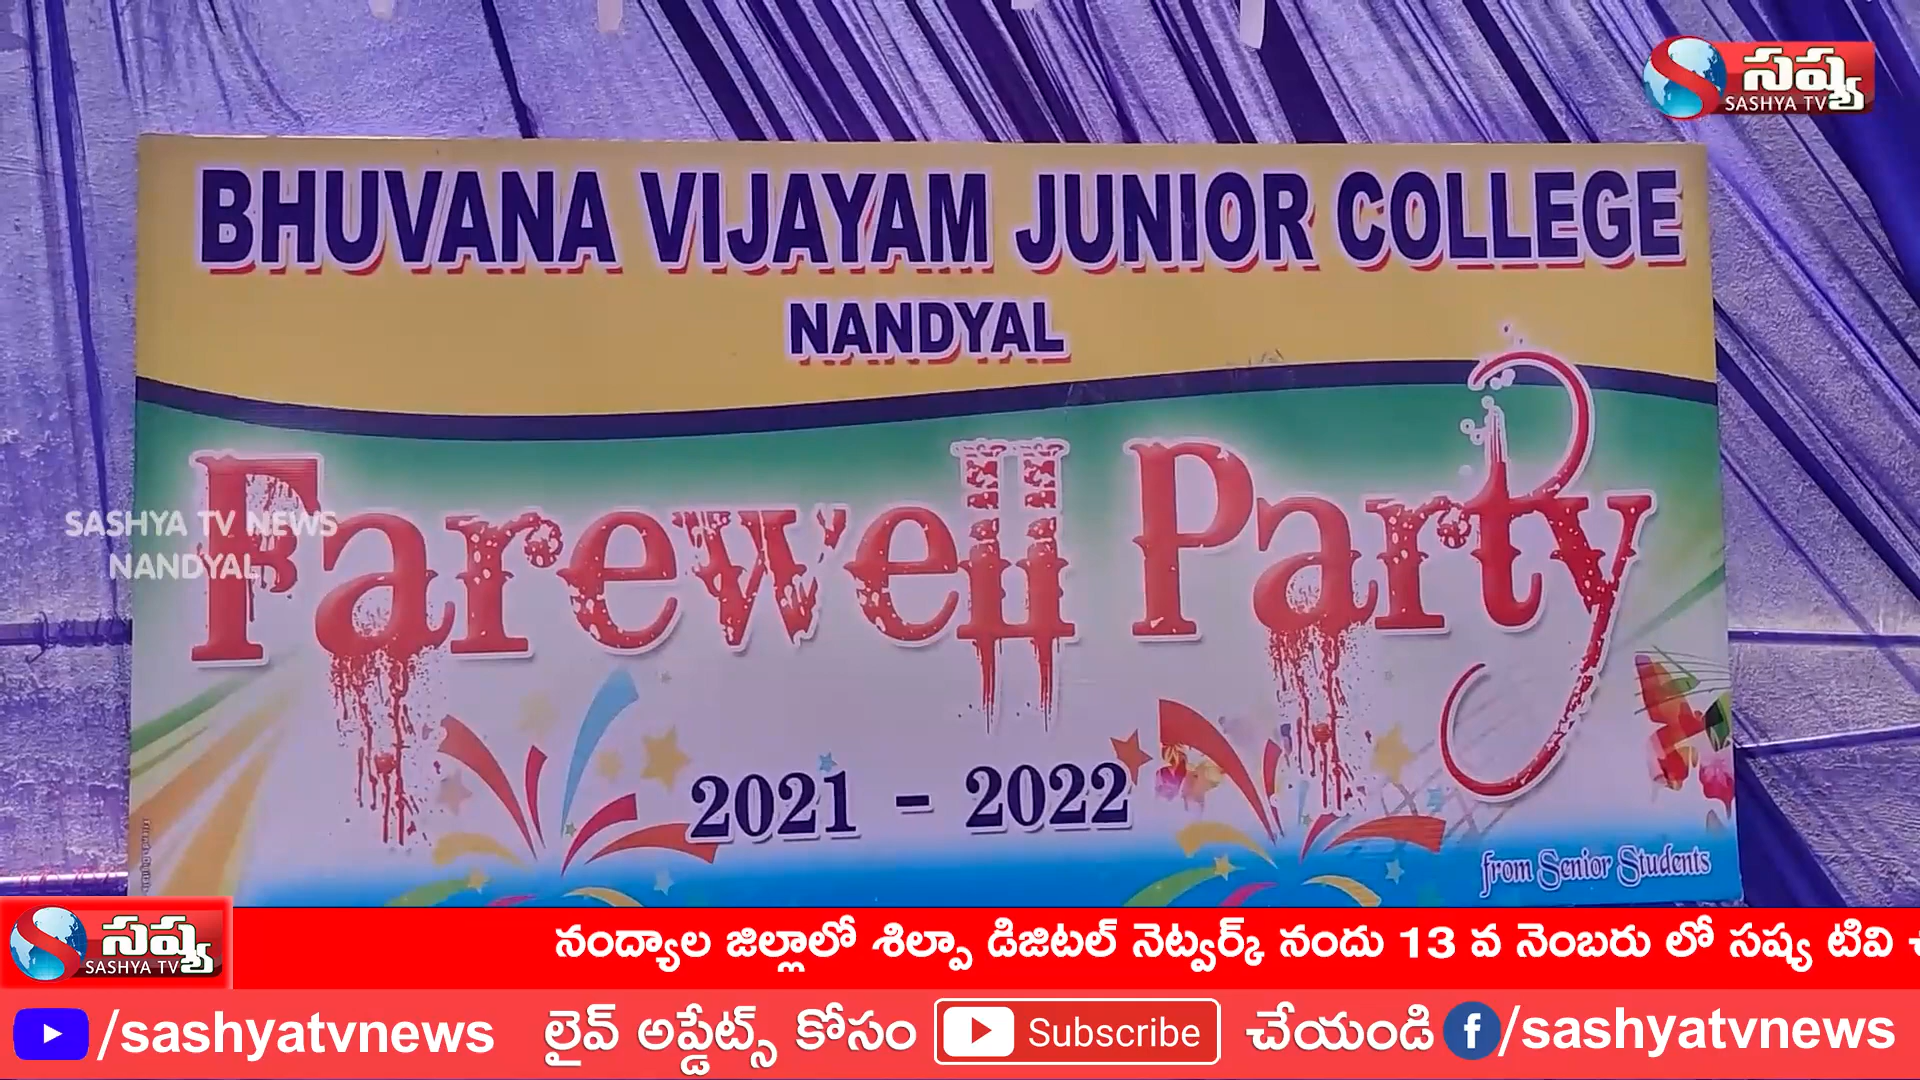 సష్య
SASHYA TV
BHUVANA VIJAYAM JUNIOR COLLEGE
NANDYAL
Farewell Party
SASHYA TV NEWS
NANDYAL
2021 - 2022
from Senior Students
సష్య
SASHYA TV
నంద్యాల జిల్లాలో శిల్పా డిజిటల్ నెట్వర్క్ నందు 13 వ నెంబరు లో సష్య టివి
/sashyatvnews లైవ్ అప్డేట్స్ కోసం Subscribe చేయండి f/sashyatvnews